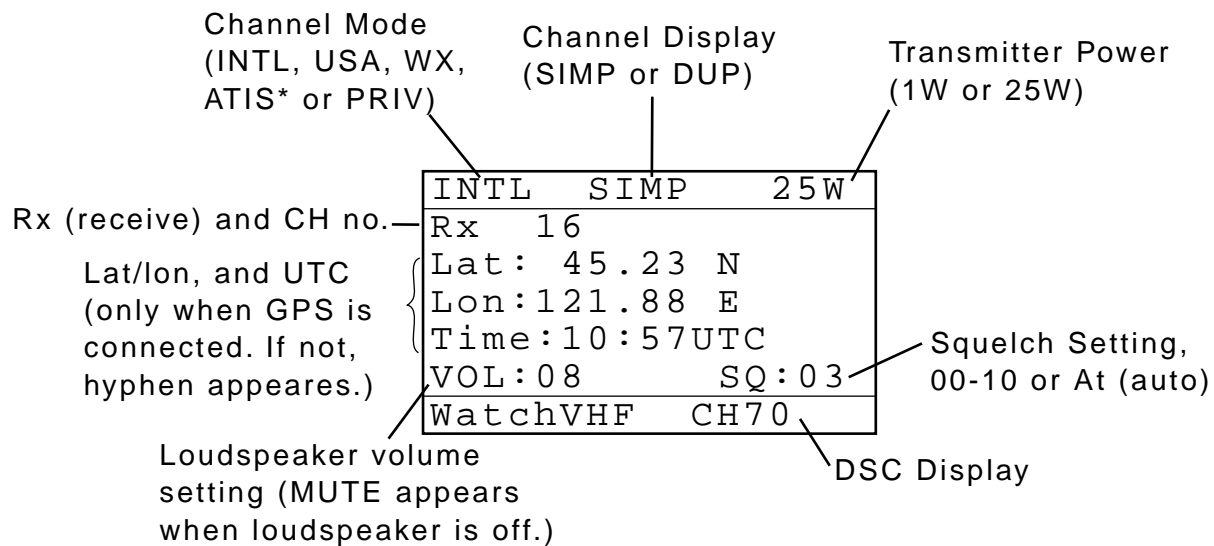 Channel Mode
(INTL, USA, WX,
ATIS* or PRIV)
Channel Display
(SIMP or DUP)
Transmitter Power
(1W or 25W)
INTL SIMP 25W
Rx (receive) and CH no.
Rx 16
Lat: 45.23 N
Lon:121.88 E
Time:10:57UTC
VOL:08 SQ:03
WatchVHF CH70
Lat/lon, and UTC
(only when GPS is
connected. If not,
hyphen appeares.)
Squelch Setting,
00-10 or At (auto)
Loudspeaker volume
setting (MUTE appears
when loudspeaker is off.)
DSC Display